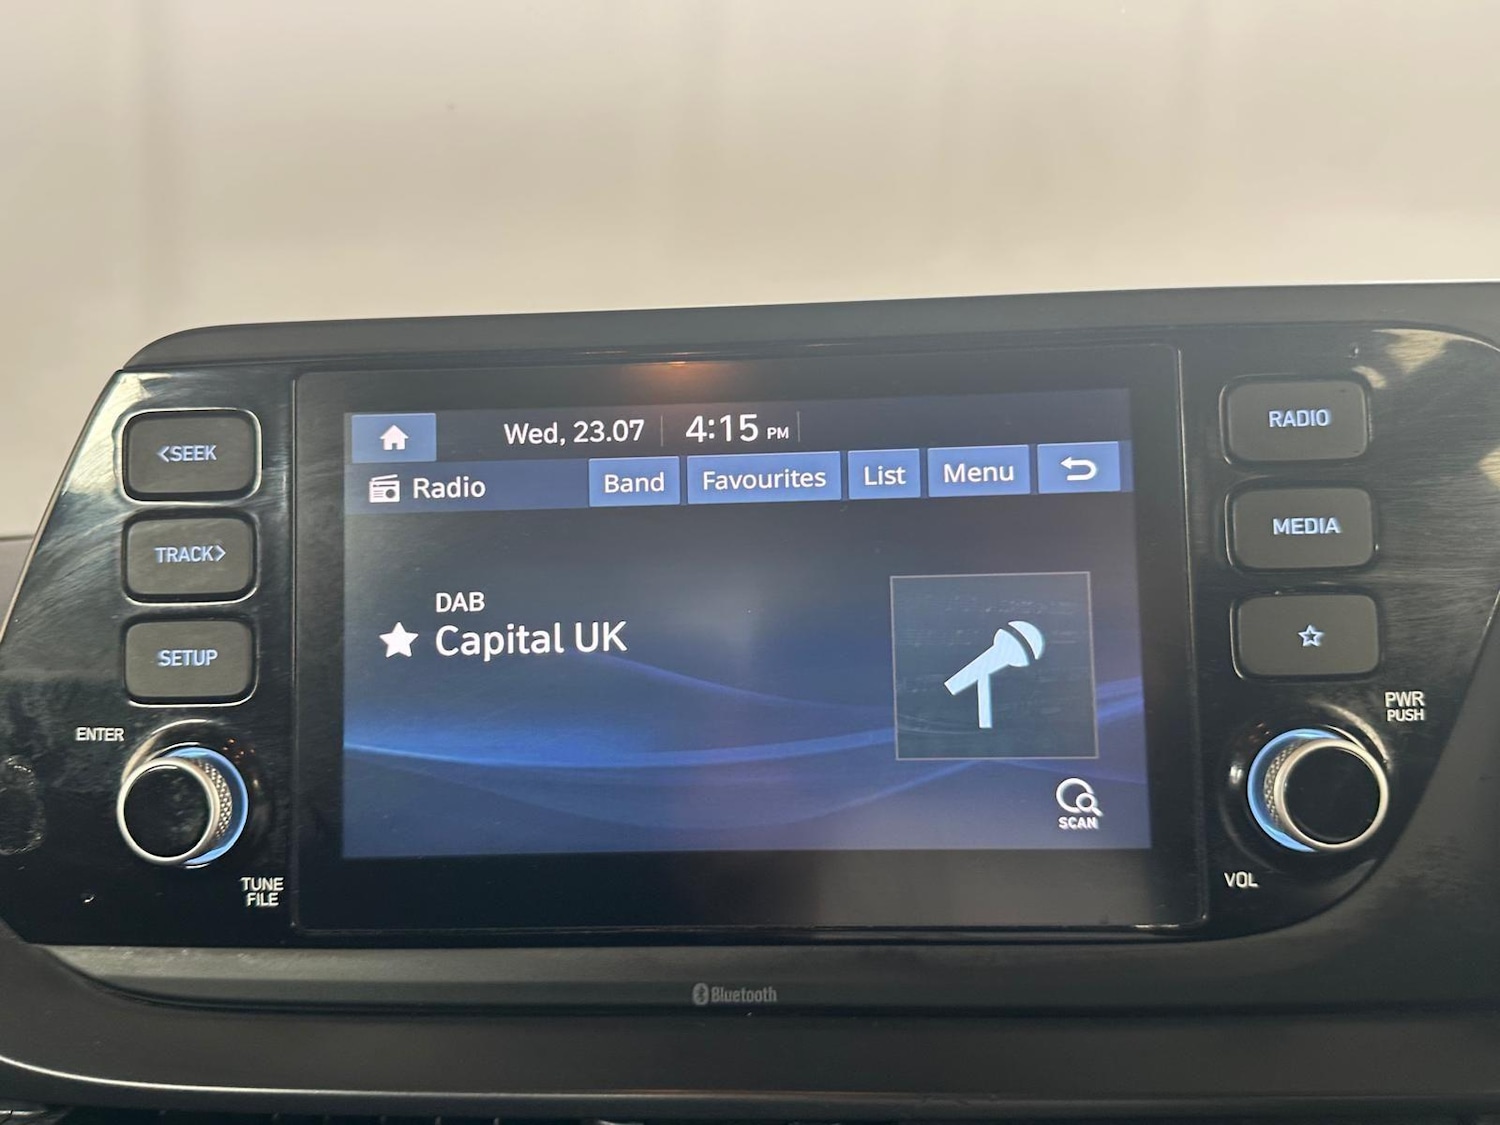 Wed, 23.07 4:15 PM
Radio Band Favourites List Menu
DAB
Capital UK
SCAN
<SEEK
TRACK>
SETUP
ENTER
TUNE
FILE
RADIO
MEDIA
PWR
PUSH
VOL
Bluetooth